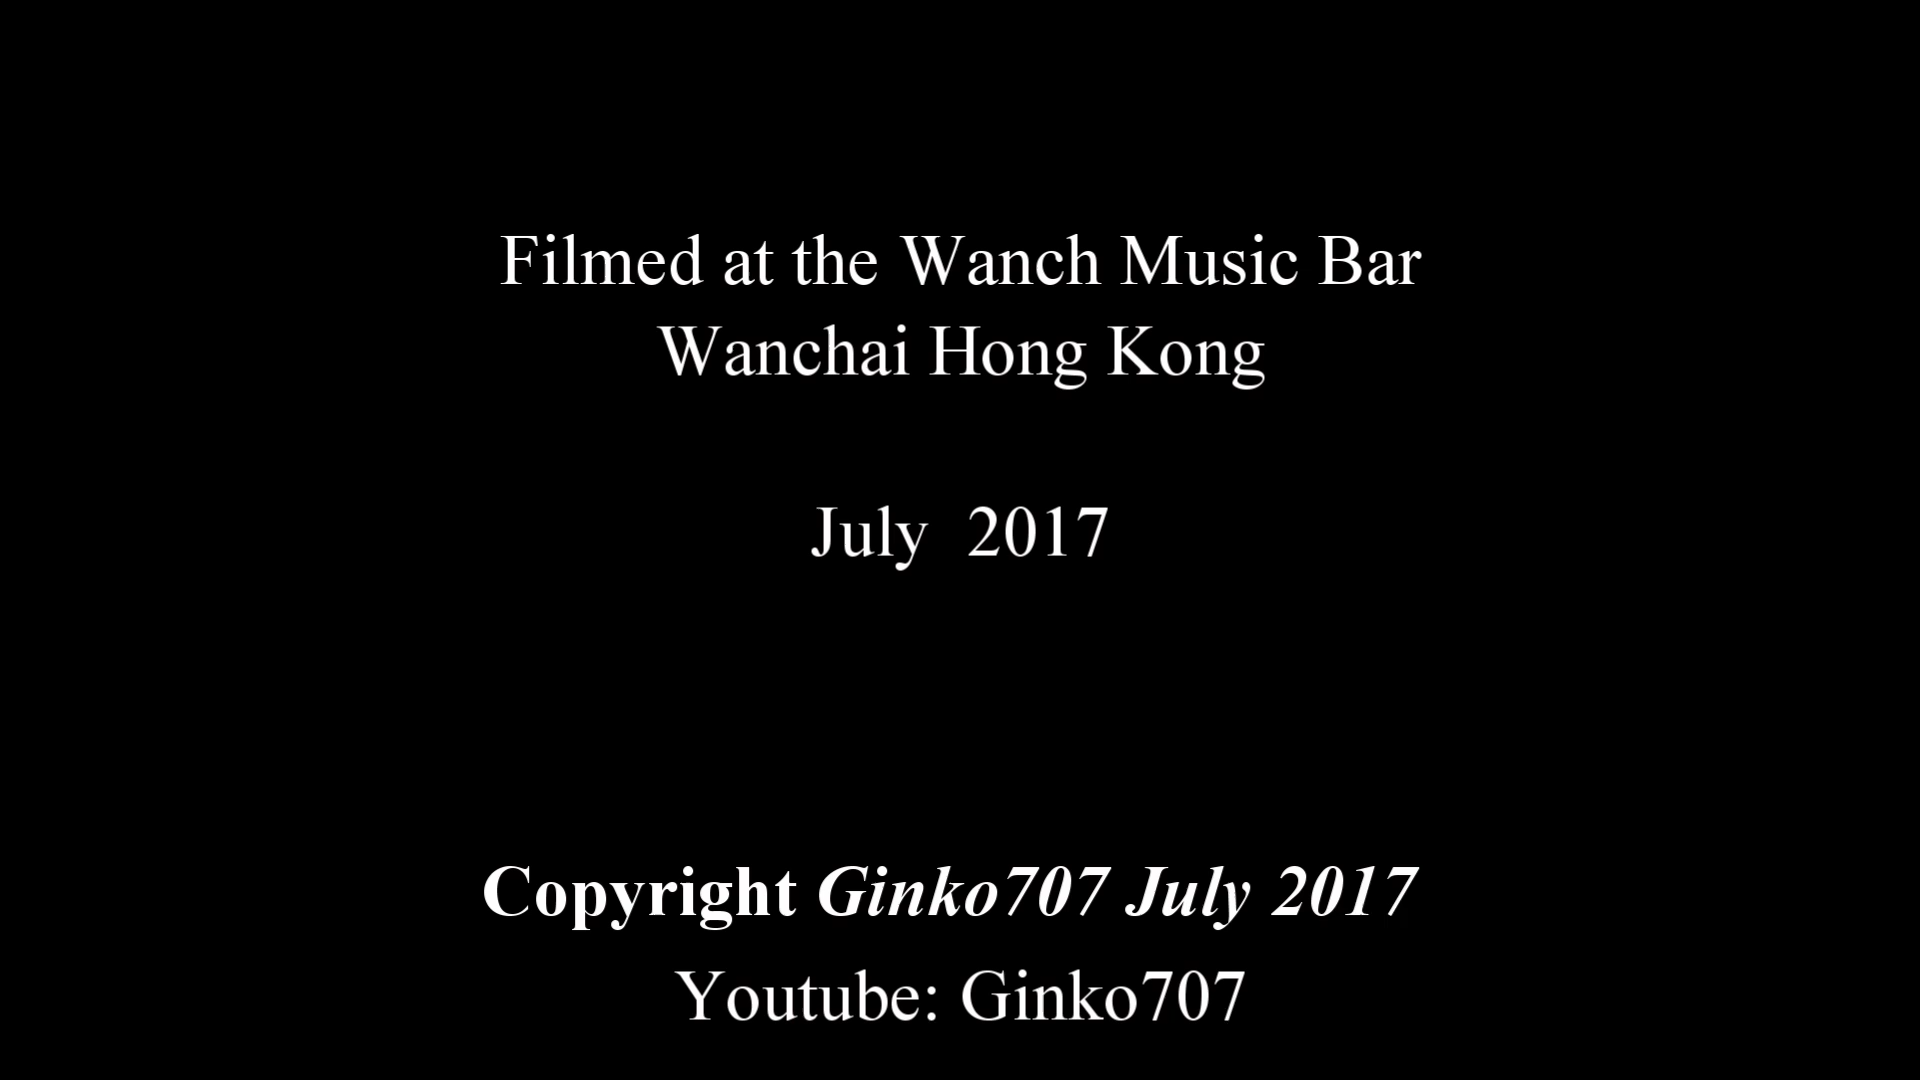 Filmed at the Wanch Music Bar
Wanchai Hong Kong
July  2017
Copyright Ginko707 July 2017
Youtube: Ginko707